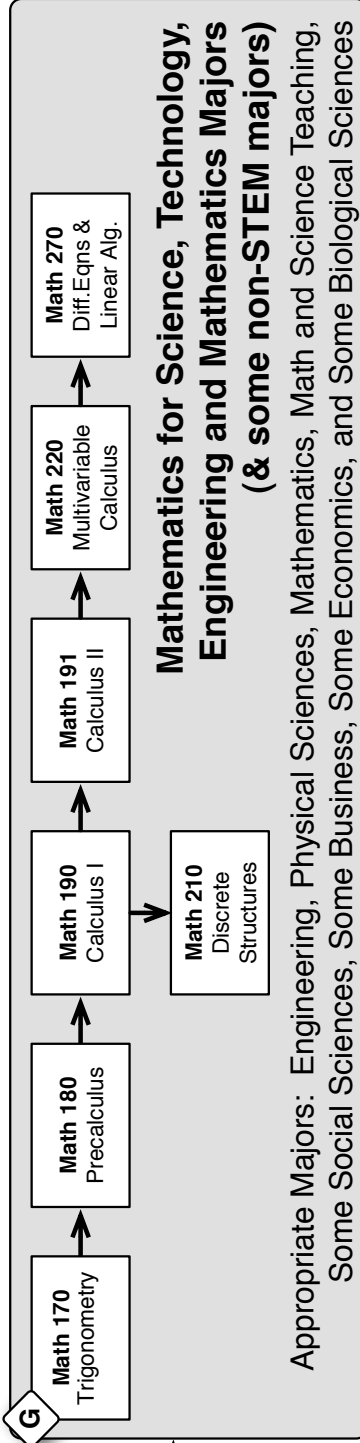 G
Math 170
Trigonometry
Math 180
Precalculus
Math 190
Calculus I
Math 191
Calculus II
Math 220
Multivariable
Calculus
Math 270
Diff.Eqns &
Linear Alg.
Math 210
Discrete
Structures
Mathematics for Science, Technology,
Engineering and Mathematics Majors
(& some non-STEM majors)
Appropriate Majors: Engineering, Physical Sciences, Mathematics, Math and Science Teaching,
Some Social Sciences, Some Business, Some Economics, and Some Biological Sciences